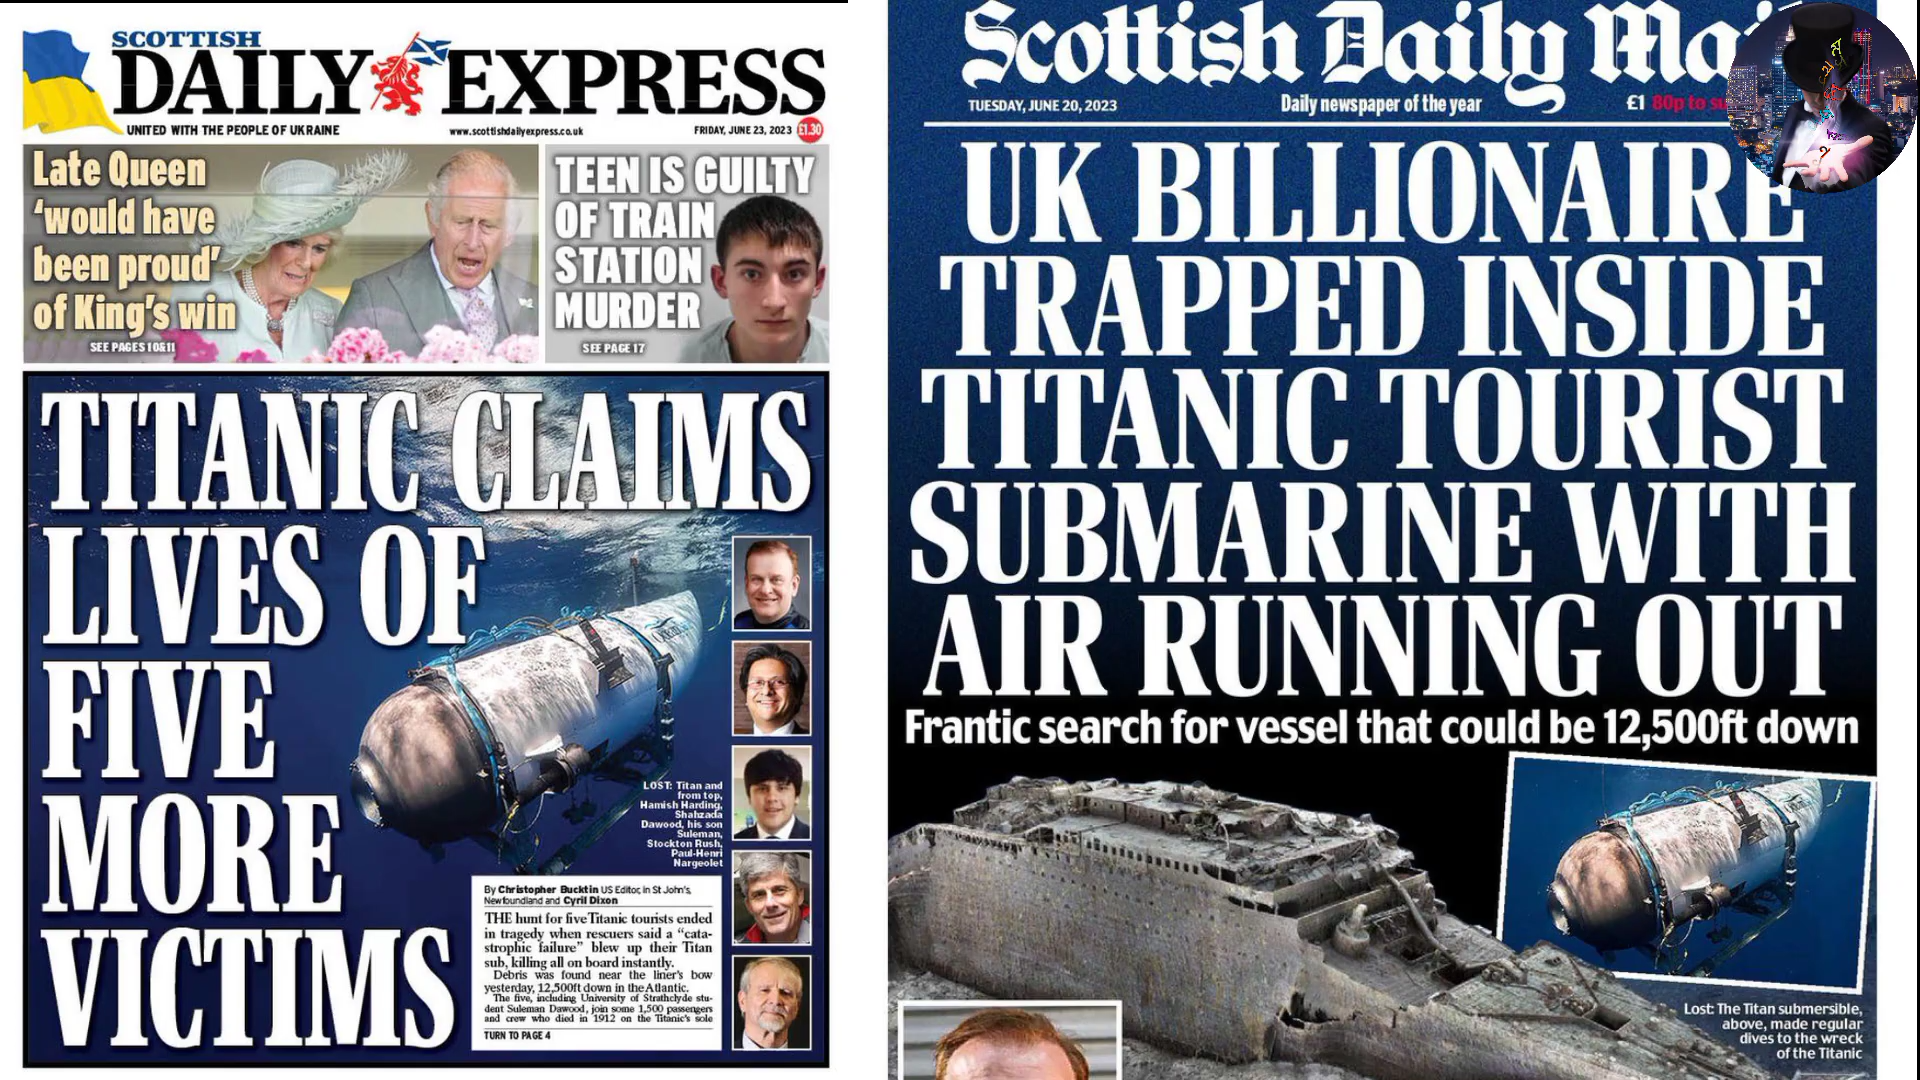 SCOTTISH
DAILY EXPRESS
UNITED WITH THE PEOPLE OF UKRAINE
www.scottishdailyexpress.co.uk
FRIDAY, JUNE 23, 2023 £1.30
Late Queen
‘would have
been proud’
of King's win
SEE PAGES 10&11
TEEN IS GUILTY
OF TRAIN
STATION
MURDER
SEE PAGE 17
TITANIC CLAIMS
LIVES OF
FIVE
MORE
VICTIMS
LOST: Titan and
from top,
Hamish Harding,
Shahzada
Dawood, his son
Suleman,
Stockton Rush,
Paul-Henri
Nargeolet
By Christopher Bucktin US Editor, in St John's,
Newfoundland and Cyril Dixon
THE hunt for five Titanic tourists ended
in tragedy when rescuers said a “cata-
strophic failure” blew up their Titan
sub, killing all on board instantly.
Debris was found near the liner's bow
yesterday, 12,500ft down in the Atlantic.
The five, including University of Strathclyde stu-
dent Suleman Dawood, join some 1,500 passengers
and crew who died in 1912 on the Titanic's sole
TURN TO PAGE 4
Scottish Daily Mai
TUESDAY, JUNE 20, 2023
Daily newspaper of the year
£1 80p to su
UK BILLIONAIRE
TRAPPED INSIDE
TITANIC TOURIST
SUBMARINE WITH
AIR RUNNING OUT
Frantic search for vessel that could be 12,500ft down
Lost: The Titan submersible,
above, made regular
dives to the wreck
of the Titanic